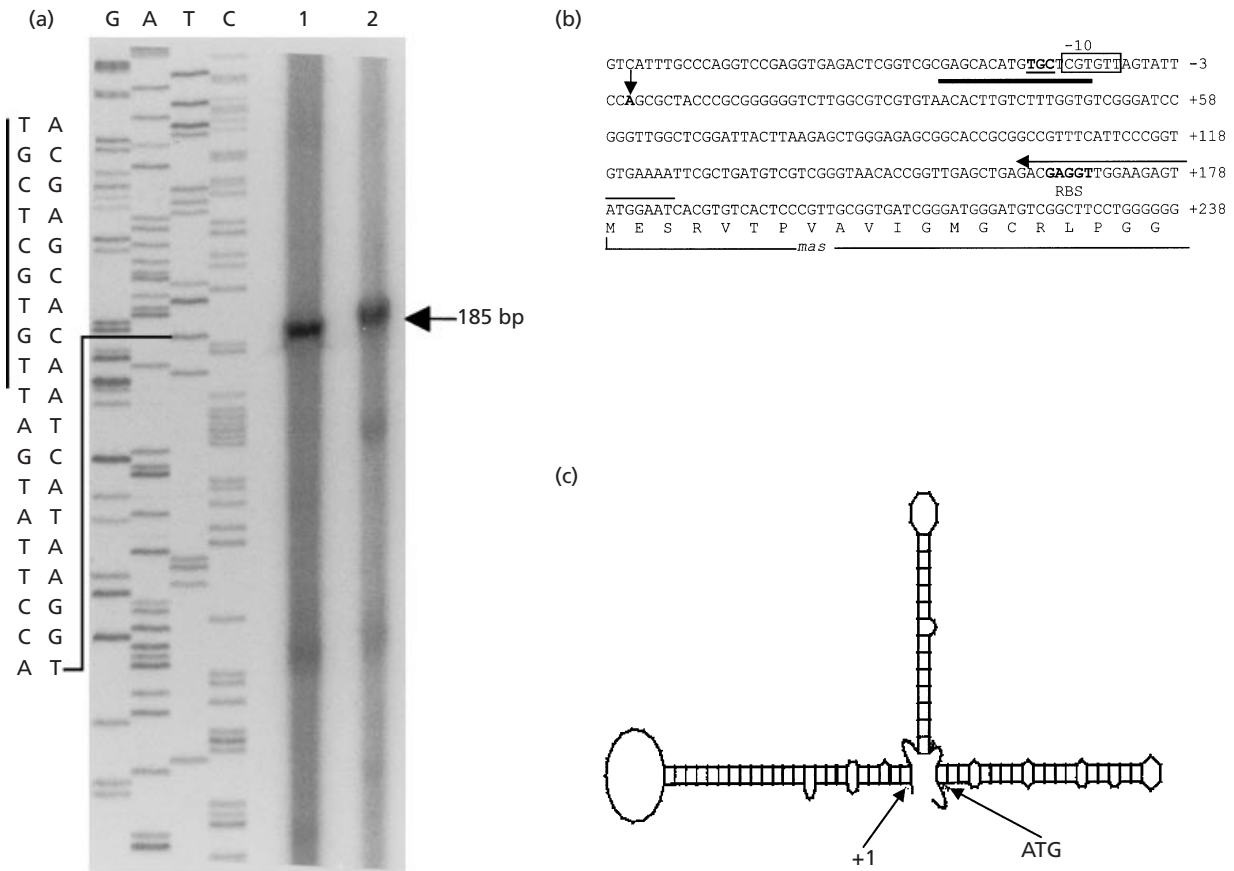 (a)
G A T C 1 2
T A
G C
C G
T A
C G
G C
T A
G C
T A
T A
A T
G C
T A
A T
T A
T A
C G
C G
A T
185 bp
(b)
-10
GTCATTTGCCCAGGTCCGAGGTGAGACTCGGTCGCGAGCACATGTGCTCGTGTTAGTATT -3
CCAGCGCTACCCGCGGGGGGTCTTGGCGTCGTGTAACACTTGTCTTTGGTGTCGGGATCC +58
GGGTTGGCTCGGATTACTTAAGAGCTGGGAGAGCGGCACCGCGGCCGTTTCATTCCCGGT +118
GTGAAAATTCGCTGATGTCGTCGGGTAACACCGGTTGAGCTGAGACGAGGTTGGAAGAGT +178
RBS
ATGGAATCACGTGTCACTCCCGTTGCGGTGATCGGGATGGGATGTCGGCTTCCTGGGGGG +238
M E S R V T P V A V I G M G C R L P G G
mas
(c)
+1
ATG